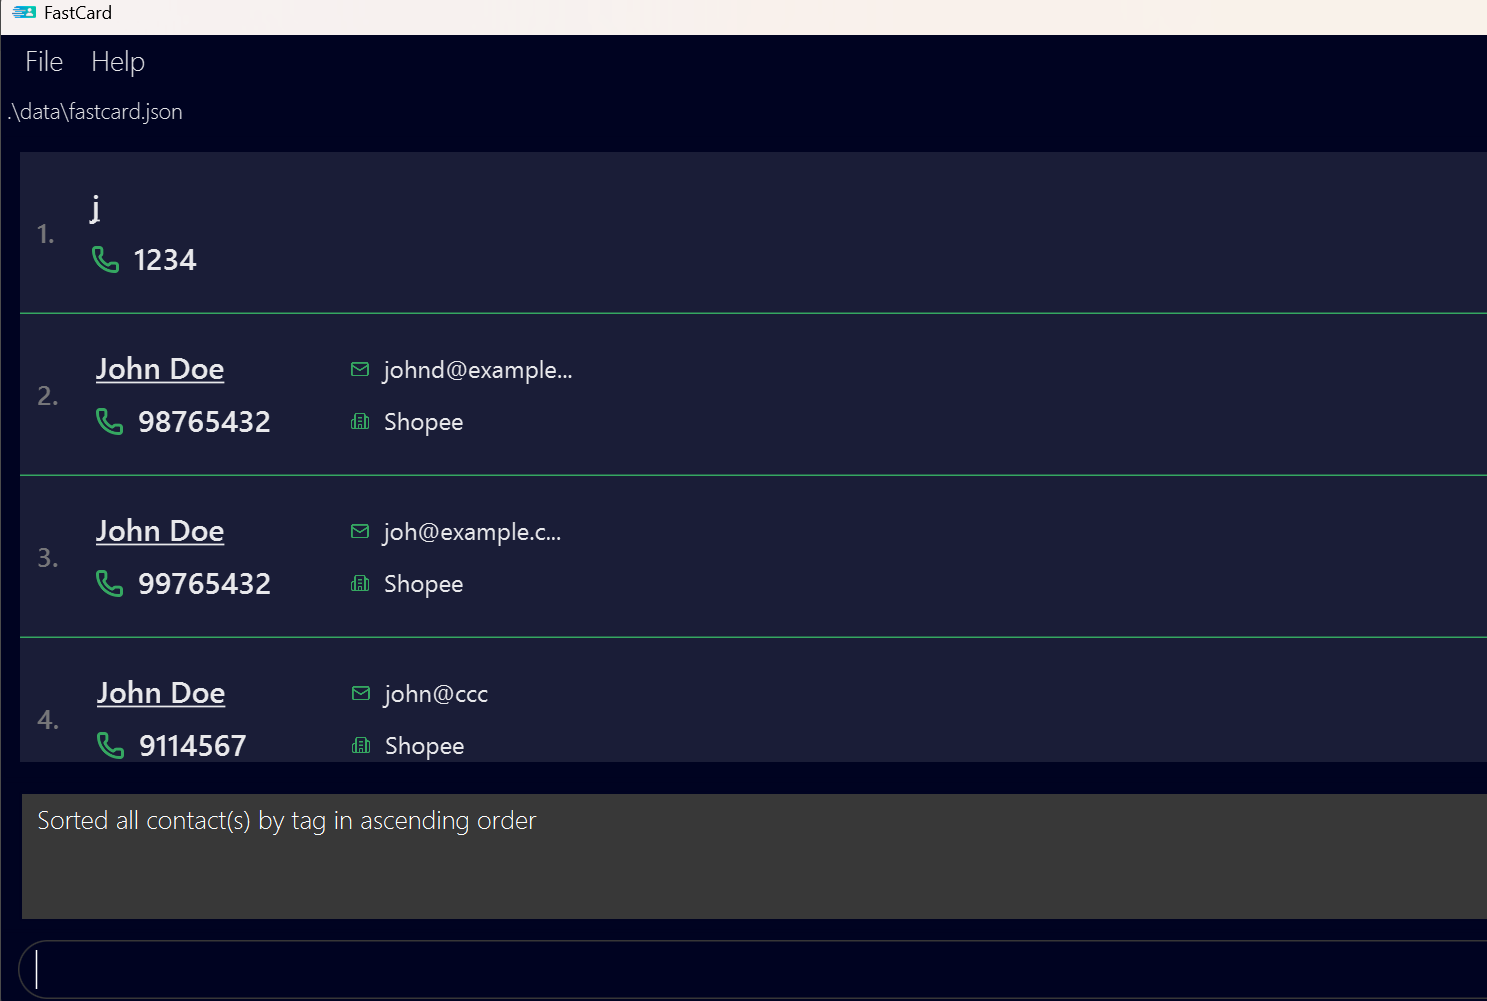 FastCard
File Help
.\data\fastcard.json
1.
j
1234
2.
John Doe
johnd@example...
98765432
Shopee
3.
John Doe
joh@example.c...
99765432
Shopee
4.
John Doe
john@ccc
9114567
Shopee
Sorted all contact(s) by tag in ascending order